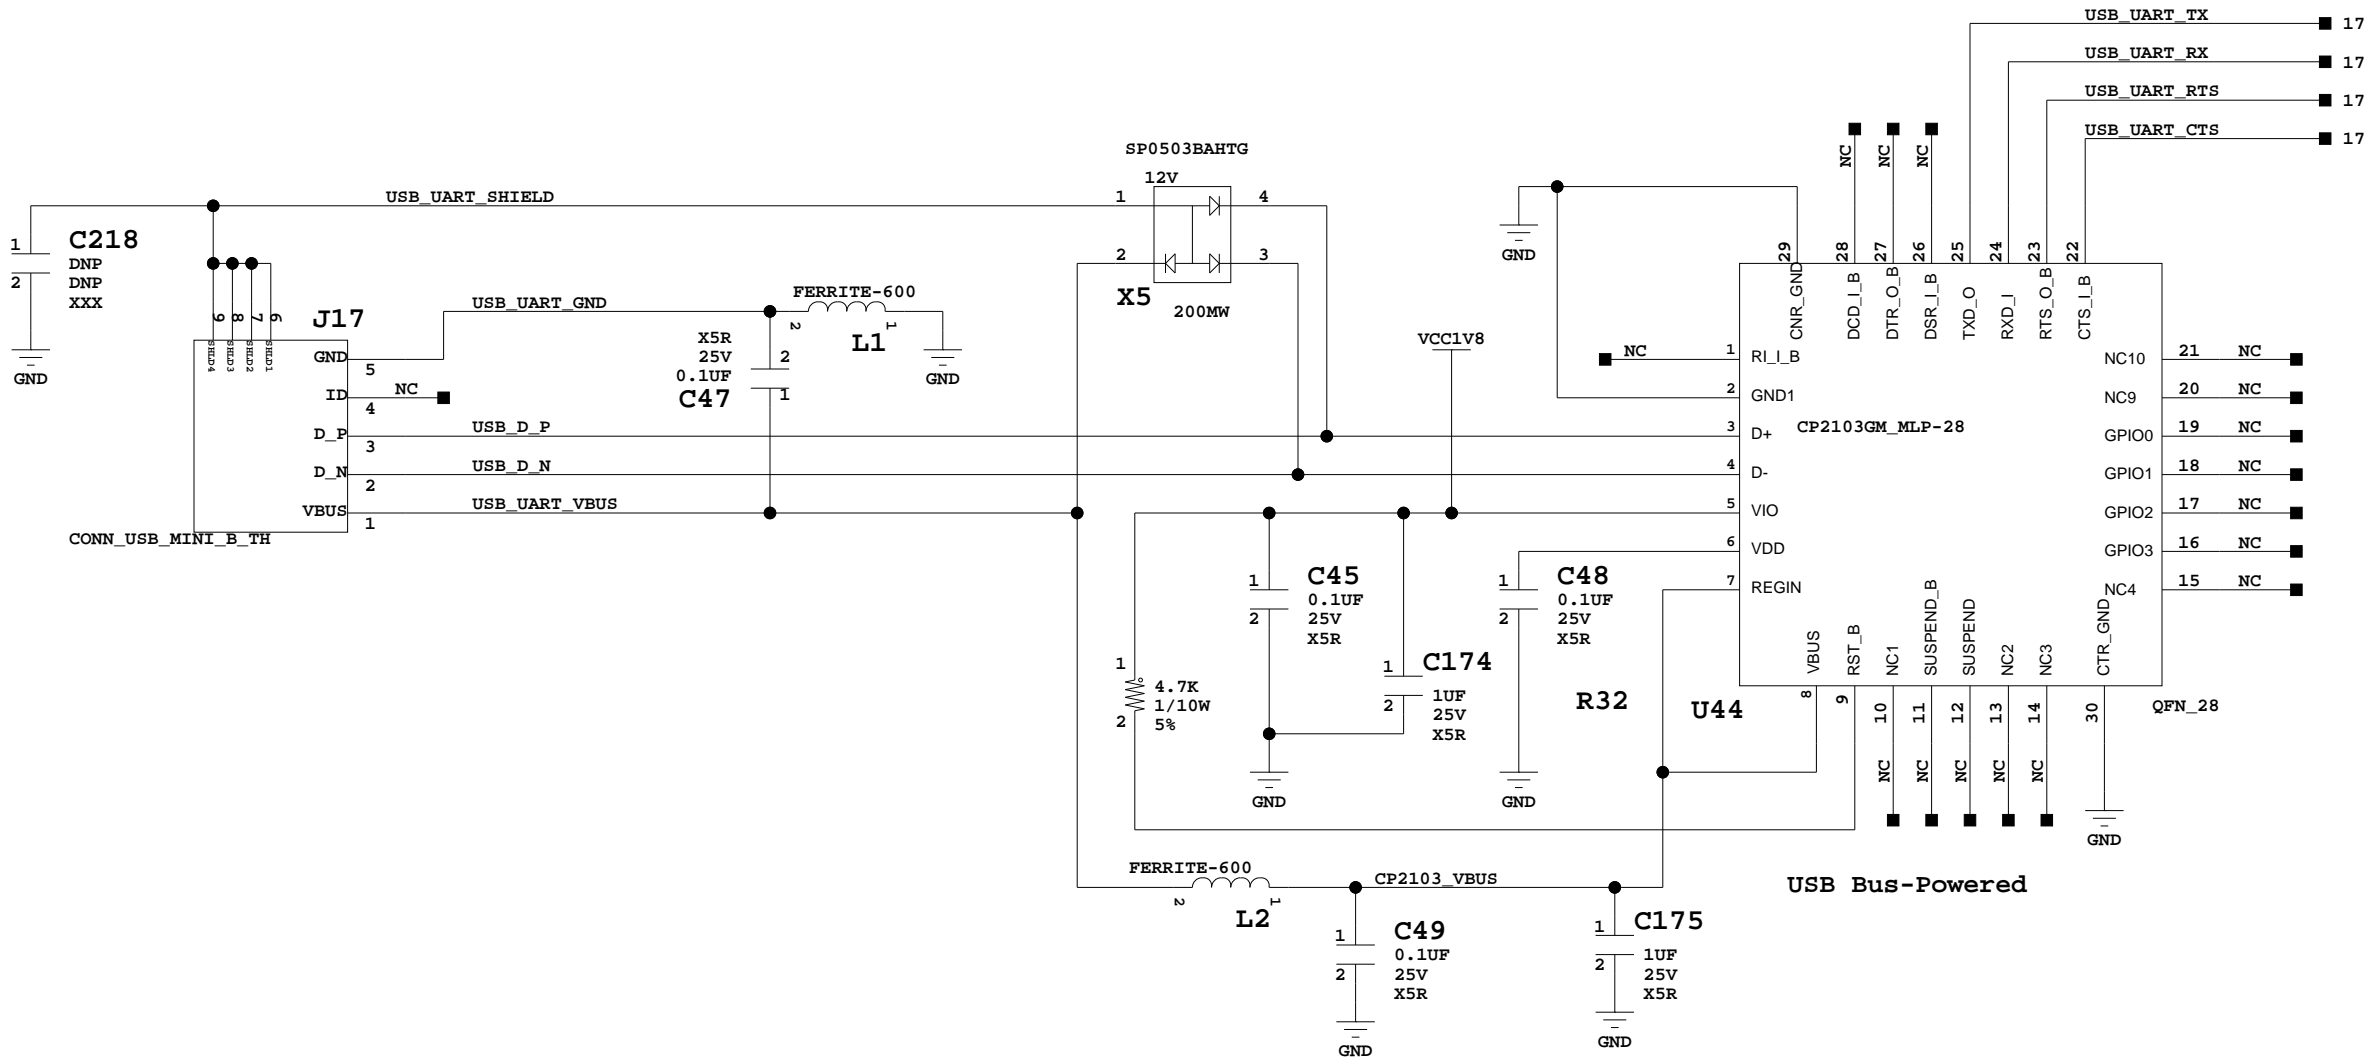 USB_UART_TX 17
USB_UART_RX 17
USB_UART_RTS 17
USB_UART_CTS 17
SP0503BAHTG
12V
1 4
2 3
X5
200MW
USB_UART_SHIELD
1
2
C218
DNP
DNP
XXX
GND
9 8 7 6
SHLD4 SHLD3 SHLD2 SHLD1
J17
GND 5
ID 4 NC
D_P 3
D_N 2
VBUS 1
CONN_USB_MINI_B_TH
USB_UART_GND
USB_D_P
USB_D_N
USB_UART_VBUS
FERRITE-600
2 1
L1
GND
X5R
25V
0.1UF
C47
2
1
VCC1V8
GND
NC NC NC
29 28 27 26 25 24 23 22
CNR_GND DCD_I_B DTR_O_B DSR_I_B TXD_O RXD_I RTS_O_B CTS_I_B
NC 1 RI_I_B
2 GND1
3 D+
4 D-
5 VIO
6 VDD
7 REGIN
CP2103GM_MLP-28
NC10 21 NC
NC9 20 NC
GPIO0 19 NC
GPIO1 18 NC
GPIO2 17 NC
GPIO3 16 NC
NC4 15 NC
VBUS RST_B NC1 SUSPEND_B SUSPEND NC2 NC3 CTR_GND
8 9 10 11 12 13 14 30
NC NC NC NC NC
GND
U44
QFN_28
R32
1
2
4.7K
1/10W
5%
1
2
C45
0.1UF
25V
X5R
GND
1
2
C174
1UF
25V
X5R
1
2
C48
0.1UF
25V
X5R
GND
FERRITE-600
2 1
L2
CP2103_VBUS
1
2
C49
0.1UF
25V
X5R
GND
1
2
C175
1UF
25V
X5R
GND
USB Bus-Powered